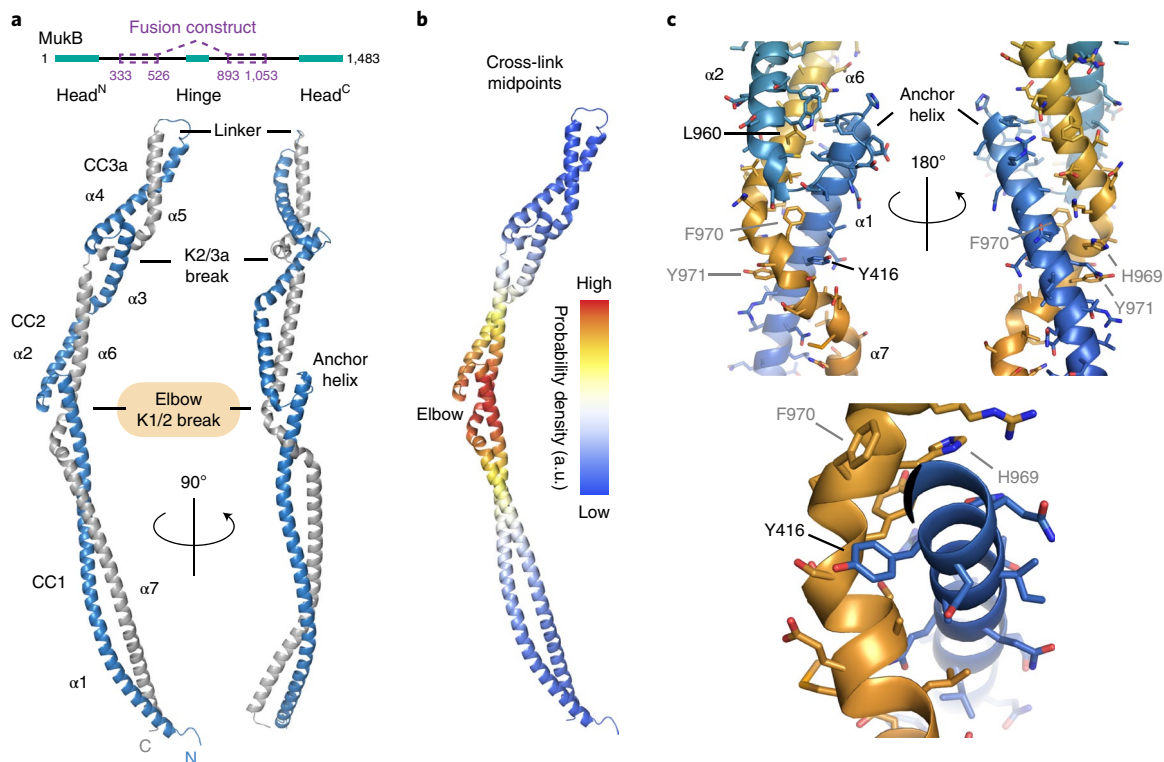 a
Fusion construct
MukB
1
1,483
333
526
893
1,053
Head^N
Hinge
Head^C
Linker
CC3a
α4
α5
K2/3a
break
α3
CC2
α2
α6
Anchor
helix
Elbow
K1/2 break
90°
CC1
α7
α1
C
N
b
Cross-link
midpoints
High
Probability density (a.u.)
Elbow
Low
c
α2
α6
Anchor
helix
L960
180°
α1
F970
F970
Y416
H969
Y971
Y971
α7
F970
H969
Y416